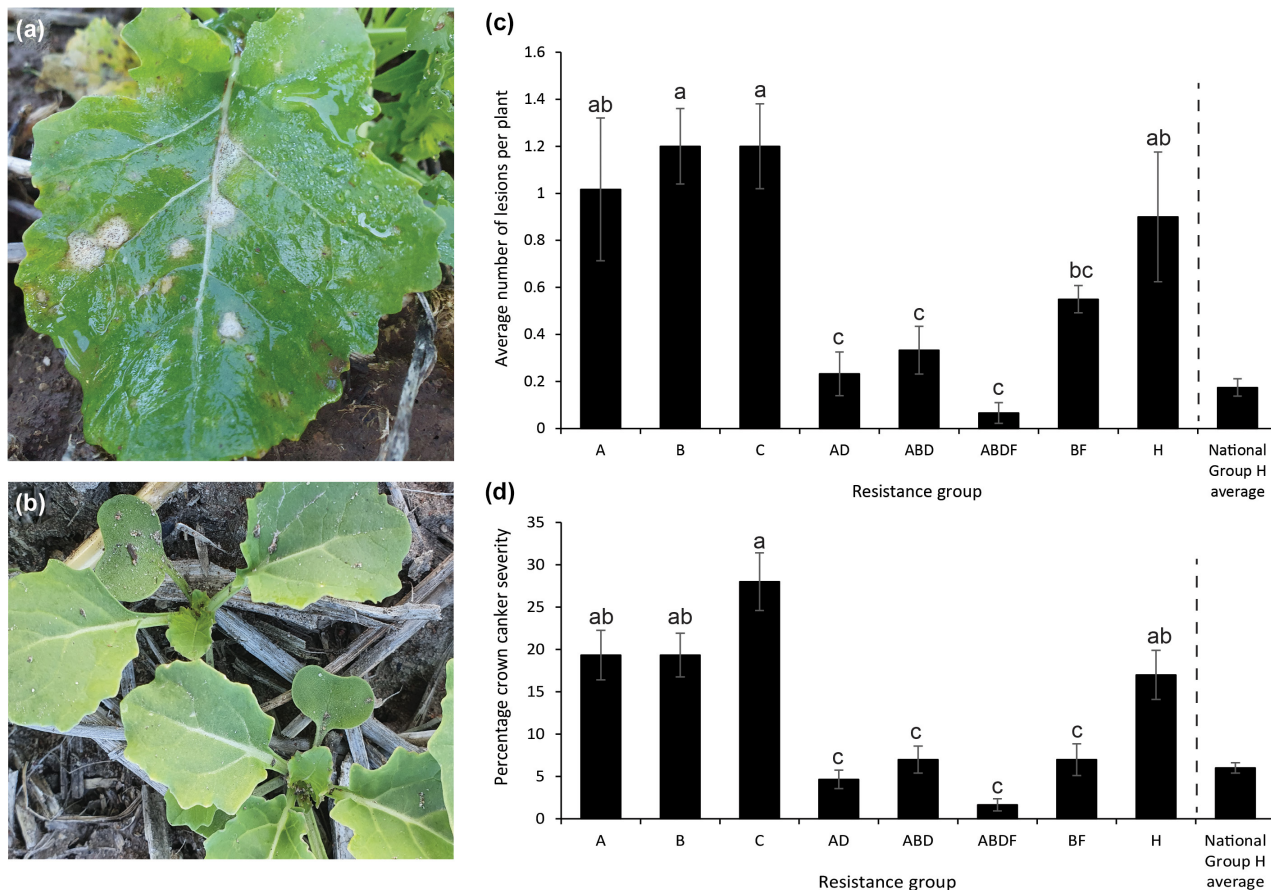 (a)
(b)
(c)
Average number of lesions per plant
1.6
1.4
1.2
1
0.8
0.6
0.4
0.2
0
ab
a
a
c
c
c
bc
ab
A B C AD ABD ABDF BF H National
Group H
average
Resistance group
(d)
Percentage crown canker severity
35
30
25
20
15
10
5
0
ab
ab
a
c
c
c
c
ab
A B C AD ABD ABDF BF H National
Group H
average
Resistance group